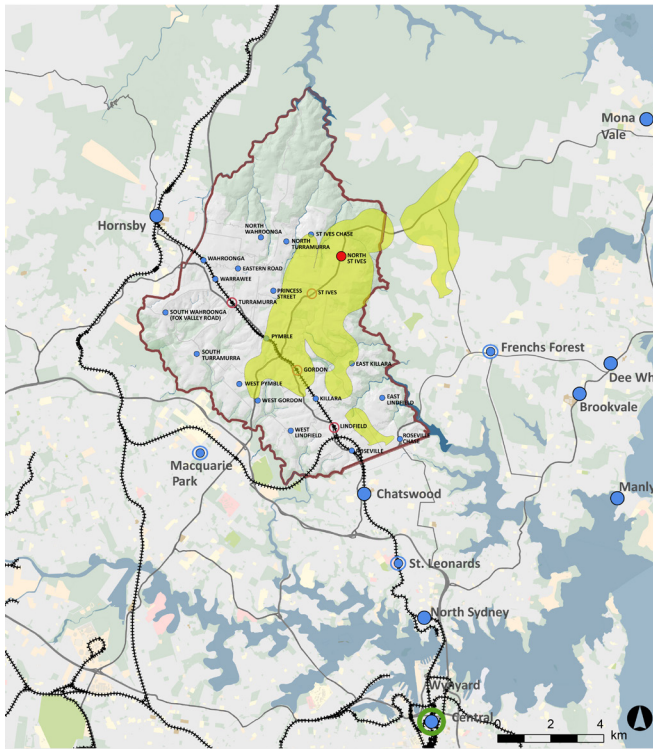 Mona
Vale
Hornsby
NORTH
WAHROONGA
ST IVES CHASE
NORTH
TURRAMURRA
NORTH
ST IVES
WAHROONGA
EASTERN ROAD
WARRAWEE
PRINCESS
STREET
ST IVES
TURRAMURRA
SOUTH WAHROONGA
(FOX VALLEY ROAD)
PYMBLE
SOUTH
TURRAMURRA
Frenchs Forest
EAST KILLARA
GORDON
Dee Wh
WEST PYMBLE
Brookvale
WEST GORDON
KILLARA
EAST
LINDFIELD
LINDFIELD
WEST
LINDFIELD
ROSEVILLE
CHASE
ROSEVILLE
Macquarie
Park
Chatswood
Manly
St. Leonards
North Sydney
Wynyard
Central
0 2 4
km